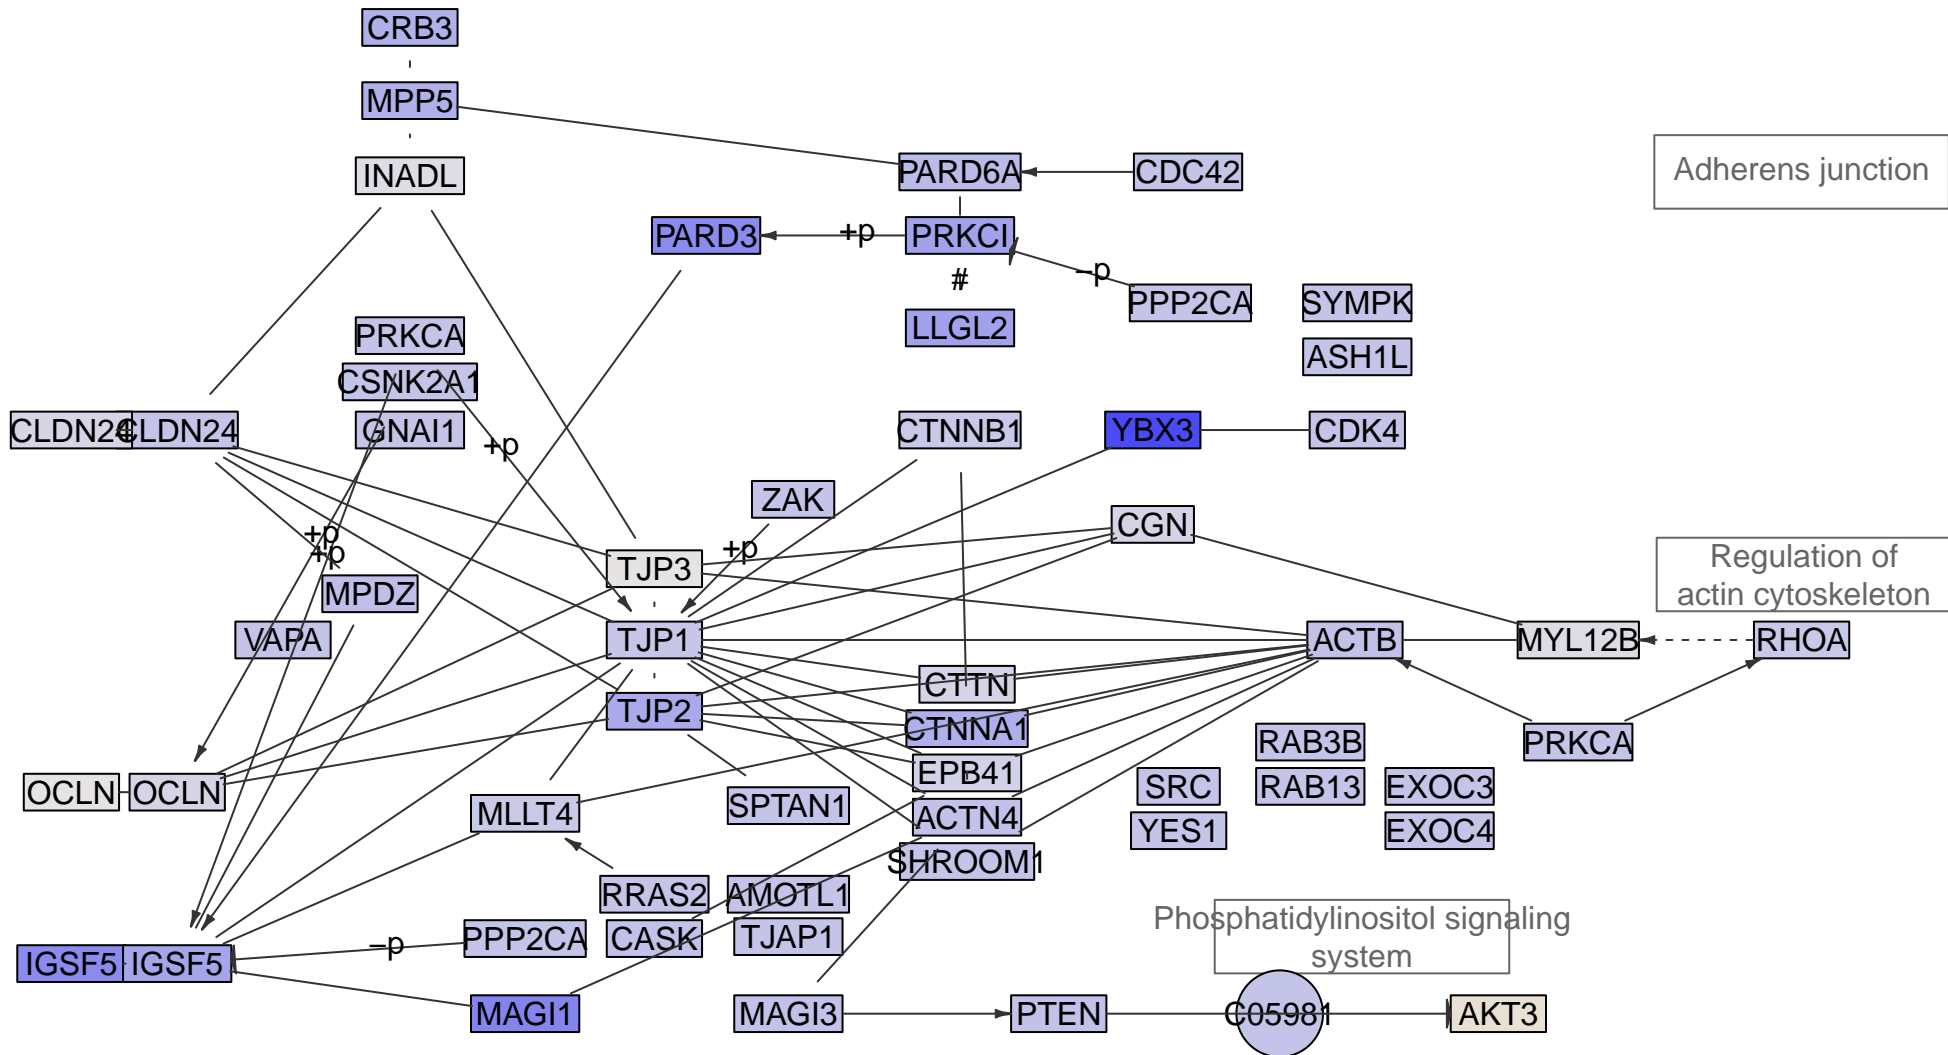 CRB3
MPP5
INADL
PARD6A
CDC42
Adherens junction
PARD3
+p
PRKCI
−p
#
PPP2CA
SYMPK
PRKCA
LLGL2
ASH1L
CSNK2A1
CLDN24
CLDN24
GNAI1
+p
CTNNB1
YBX3
CDK4
ZAK
CGN
+p
+p
+p
TJP3
Regulation of
actin cytoskeleton
MPDZ
VAPA
TJP1
ACTB
MYL12B
RHOA
CTTN
TJP2
CTNNA1
RAB3B
PRKCA
EPB41
OCLN
OCLN
MLLT4
SPTAN1
SRC
RAB13
EXOC3
ACTN4
YES1
EXOC4
SHROOM1
RRAS2
AMOTL1
Phosphatidylinositol signaling
system
−p
PPP2CA
CASK
TJAP1
IGSF5
IGSF5
MAGI1
MAGI3
PTEN
C05981
AKT3